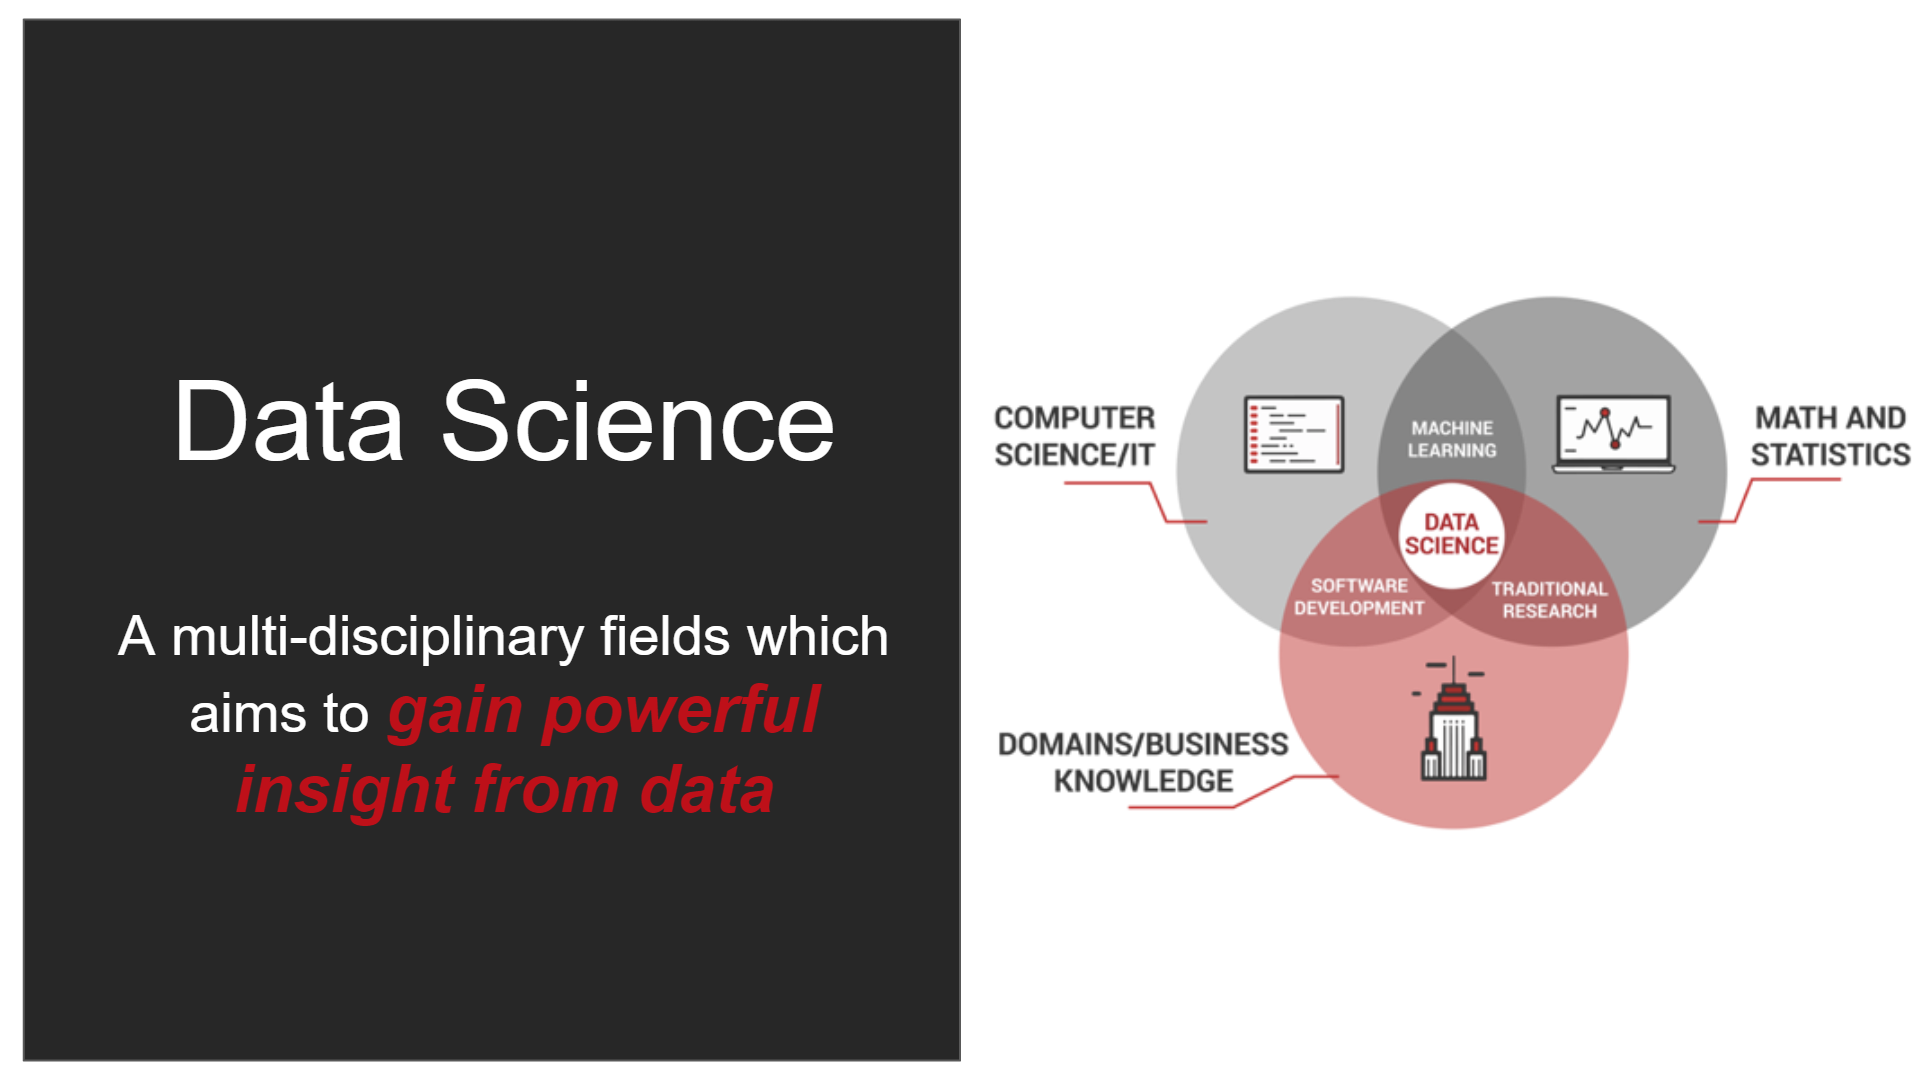 Data Science
A multi-disciplinary fields which
aims to gain powerful
insight from data
COMPUTER
SCIENCE/IT
MACHINE
LEARNING
MATH AND
STATISTICS
DATA
SCIENCE
SOFTWARE
DEVELOPMENT
TRADITIONAL
RESEARCH
DOMAINS/BUSINESS
KNOWLEDGE